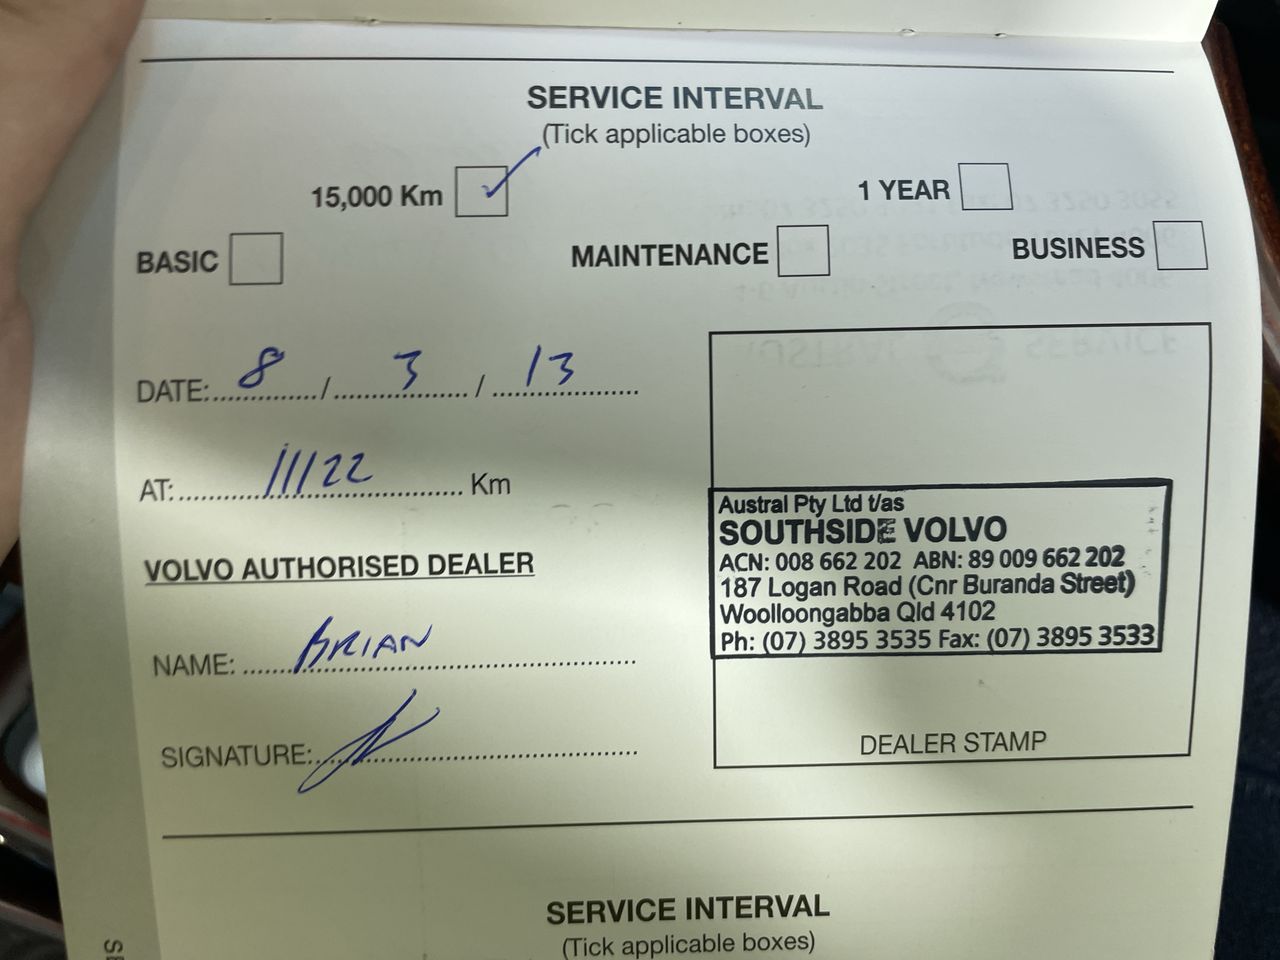 SERVICE INTERVAL
(Tick applicable boxes)
15,000 Km 1 YEAR
BASIC MAINTENANCE BUSINESS
DATE: 8 / 3 / 13
AT: 11122 Km
VOLVO AUTHORISED DEALER
NAME: BRIAN
SIGNATURE:
Austral Pty Ltd t/as
SOUTHSIDE VOLVO
ACN: 008 662 202 ABN: 89 009 662 202
187 Logan Road (Cnr Buranda Street)
Woolloongabba Qld 4102
Ph: (07) 3895 3535 Fax: (07) 3895 3533
DEALER STAMP
SERVICE INTERVAL
(Tick applicable boxes)